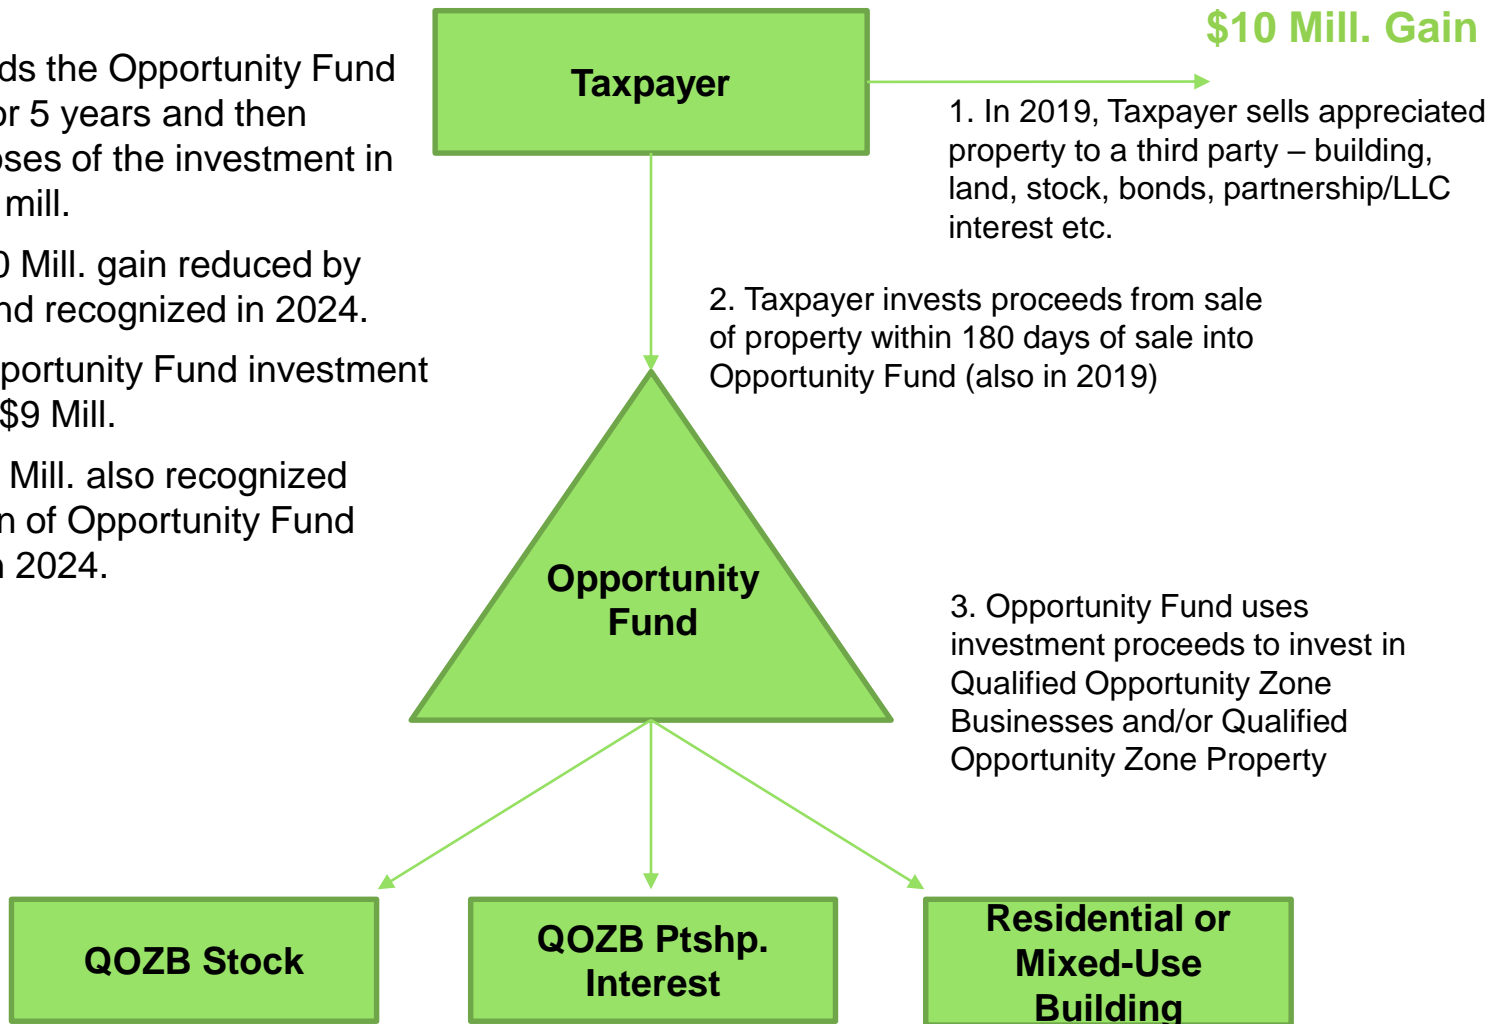 $10 Mill. Gain
Taxpayer
ds the Opportunity Fund
or 5 years and then
oses of the investment in
mill.
0 Mill. gain reduced by
nd recognized in 2024.
portunity Fund investment
$9 Mill.
Mill. also recognized
n of Opportunity Fund
n 2024.
1. In 2019, Taxpayer sells appreciated
property to a third party – building,
land, stock, bonds, partnership/LLC
interest etc.
2. Taxpayer invests proceeds from sale
of property within 180 days of sale into
Opportunity Fund (also in 2019)
Opportunity
Fund
3. Opportunity Fund uses
investment proceeds to invest in
Qualified Opportunity Zone
Businesses and/or Qualified
Opportunity Zone Property
QOZB Stock
QOZB Ptshp.
Interest
Residential or
Mixed-Use
Building